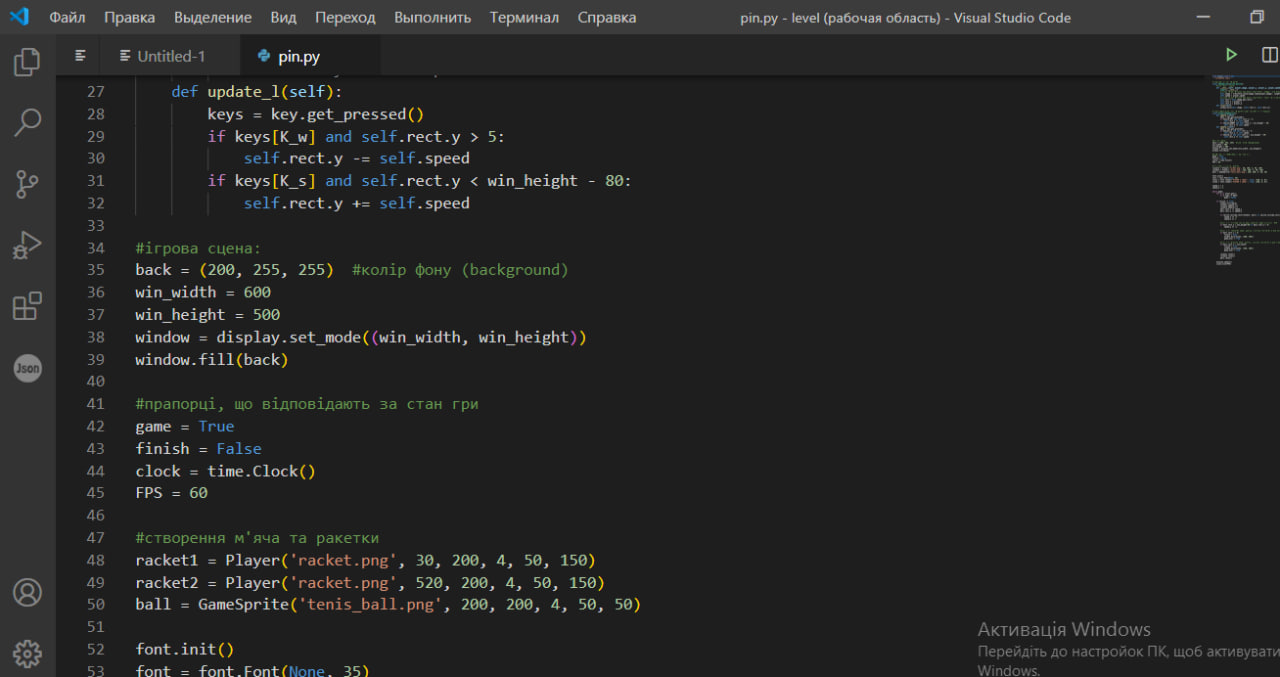 Файл Правка Выделение Вид Переход Выполнить Терминал Справка pin.py - level (рабочая область) - Visual Studio Code
Untitled-1 pin.py
27 def update_l(self):
28 keys = key.get_pressed()
29 if keys[K_w] and self.rect.y > 5:
30 self.rect.y -= self.speed
31 if keys[K_s] and self.rect.y < win_height - 80:
32 self.rect.y += self.speed
33
34 #ігрова сцена:
35 back = (200, 255, 255) #колір фону (background)
36 win_width = 600
37 win_height = 500
38 window = display.set_mode((win_width, win_height))
39 window.fill(back)
40
41 #прапорці, що відповідають за стан гри
42 game = True
43 finish = False
44 clock = time.Clock()
45 FPS = 60
46
47 #створення м'яча та ракетки
48 racket1 = Player('racket.png', 30, 200, 4, 50, 150)
49 racket2 = Player('racket.png', 520, 200, 4, 50, 150)
50 ball = GameSprite('tenis_ball.png', 200, 200, 4, 50, 50)
51
52 font.init()
53 font = font.Font(None, 35)
Json
Активація Windows
Перейдіть до настройок ПК, щоб активувати
Windows.